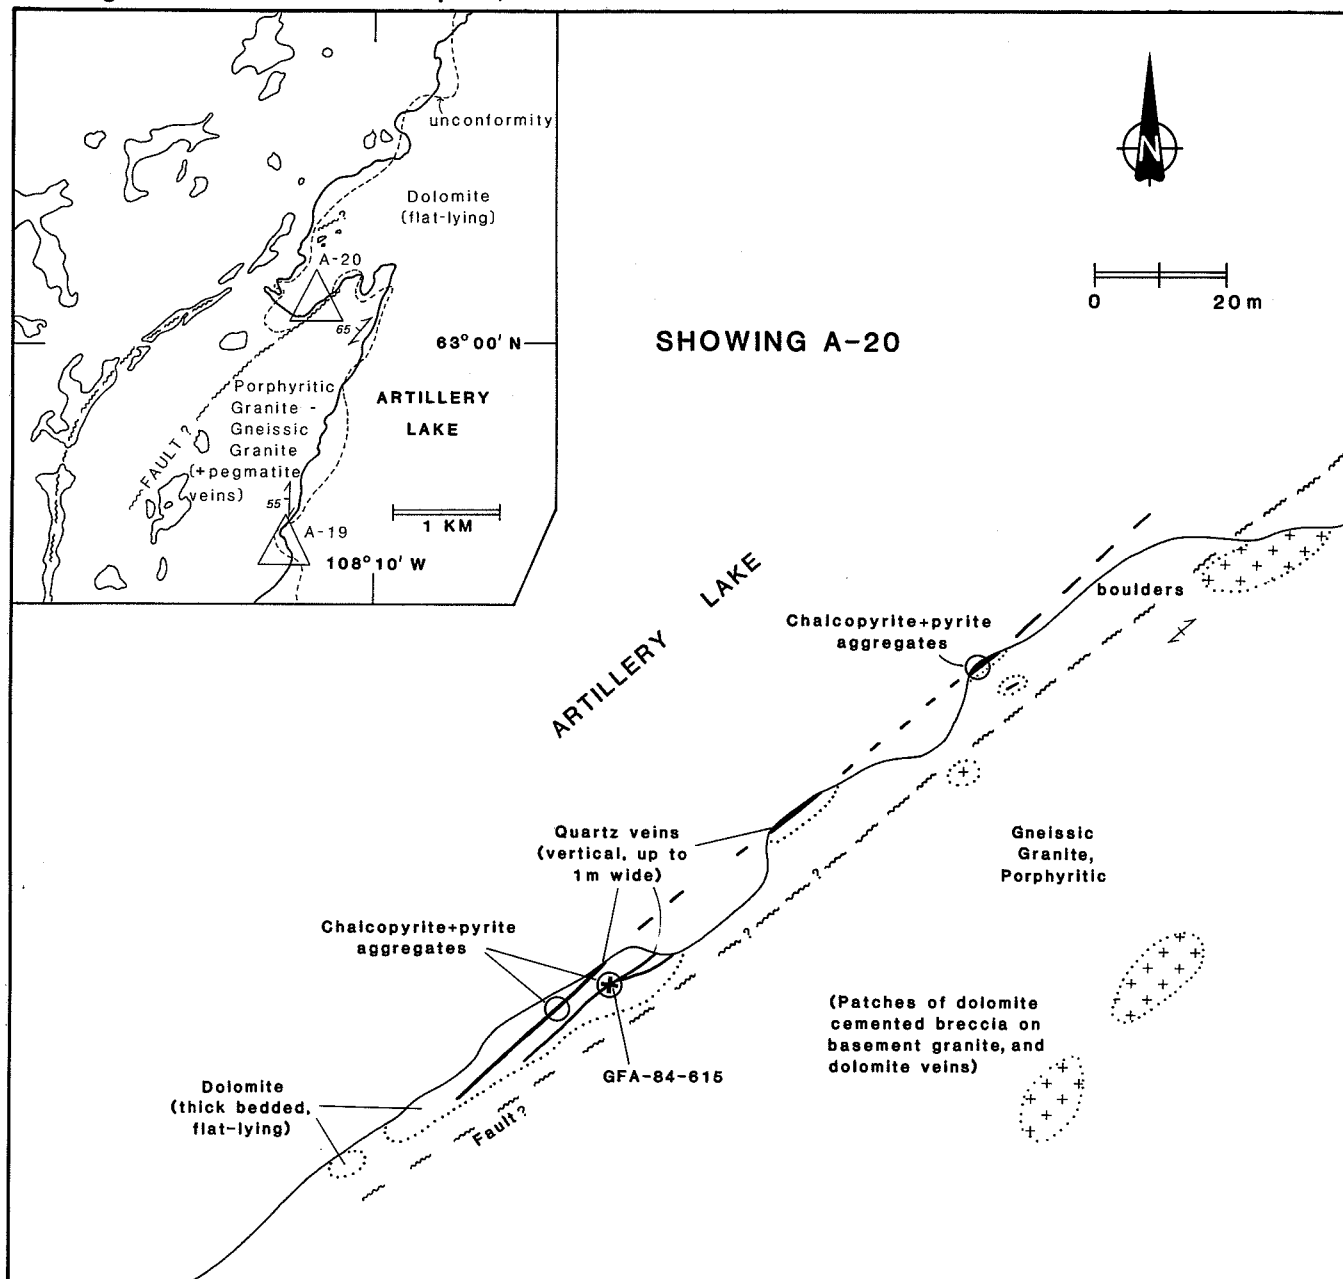 unconformity
Dolomite
(flat-lying)
?
A-20
65
63°00' N
Porphyritic
Granite -
Gneissic
Granite
(+pegmatite
veins)
ARTILLERY
LAKE
FAULT ?
55
A-19
1 KM
108°10' W
N
0 20 m
SHOWING A-20
ARTILLERY LAKE
boulders
Chalcopyrite+pyrite
aggregates
Quartz veins
(vertical, up to
1m wide)
Gneissic
Granite,
Porphyritic
?
?
Chalcopyrite+pyrite
aggregates
(Patches of dolomite
cemented breccia on
basement granite, and
dolomite veins)
GFA-84-615
Dolomite
(thick bedded,
flat-lying)
Fault ?